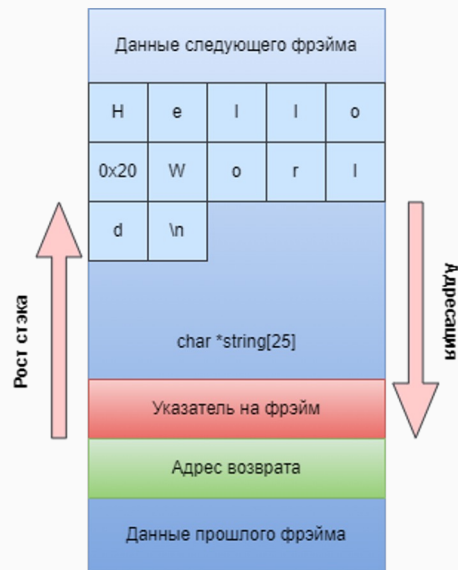 Данные следующего фрэйма
H e l l o
0x20 W o r l
d \n
char *string[25]
Указатель на фрэйм
Адрес возврата
Данные прошлого фрэйма
Рост стэка
Адресация